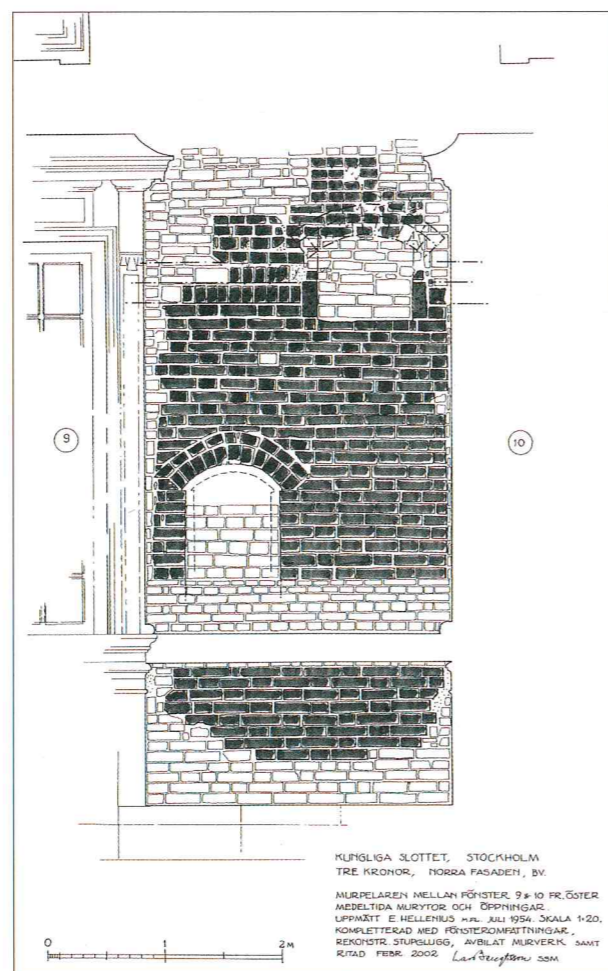 9
10
KUNGLIGA SLOTTET, STOCKHOLM
TRE KRONOR, NORRA FASADEN, BV.
MURPELAREN MELLAN FÖNSTER 9 & 10 FR. ÖSTER
MEDELTIDA MURYTOR OCH ÖPPNINGAR.
UPPMÄTT E. HELLENIUS M.FL. JULI 1954. SKALA 1:20.
KOMPLETTERAD MED FÖNSTEROMFATTNINGAR,
REKONSTR. STUPGLUGG, AVBILAT MURVERK SAMT
RITAD FEBR 2002 SSM
0 1 2 M